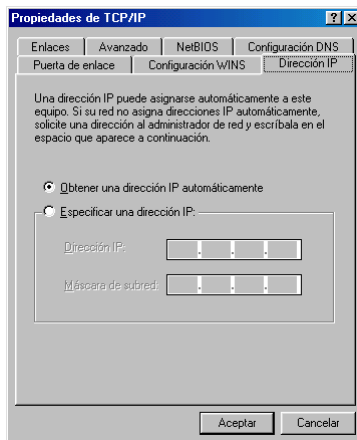 Propiedades de TCP/IP
Enlaces Avanzado NetBIOS Configuración DNS
Puerta de enlace Configuración WINS Dirección IP
Una dirección IP puede asignarse automáticamente a este
equipo. Si su red no asigna direcciones IP automáticamente,
solicite una dirección al administrador de red y escríbala en el
espacio que aparece a continuación.
Obtener una dirección IP automáticamente
Especificar una dirección IP:
Dirección IP:
Máscara de subred:
Aceptar Cancelar